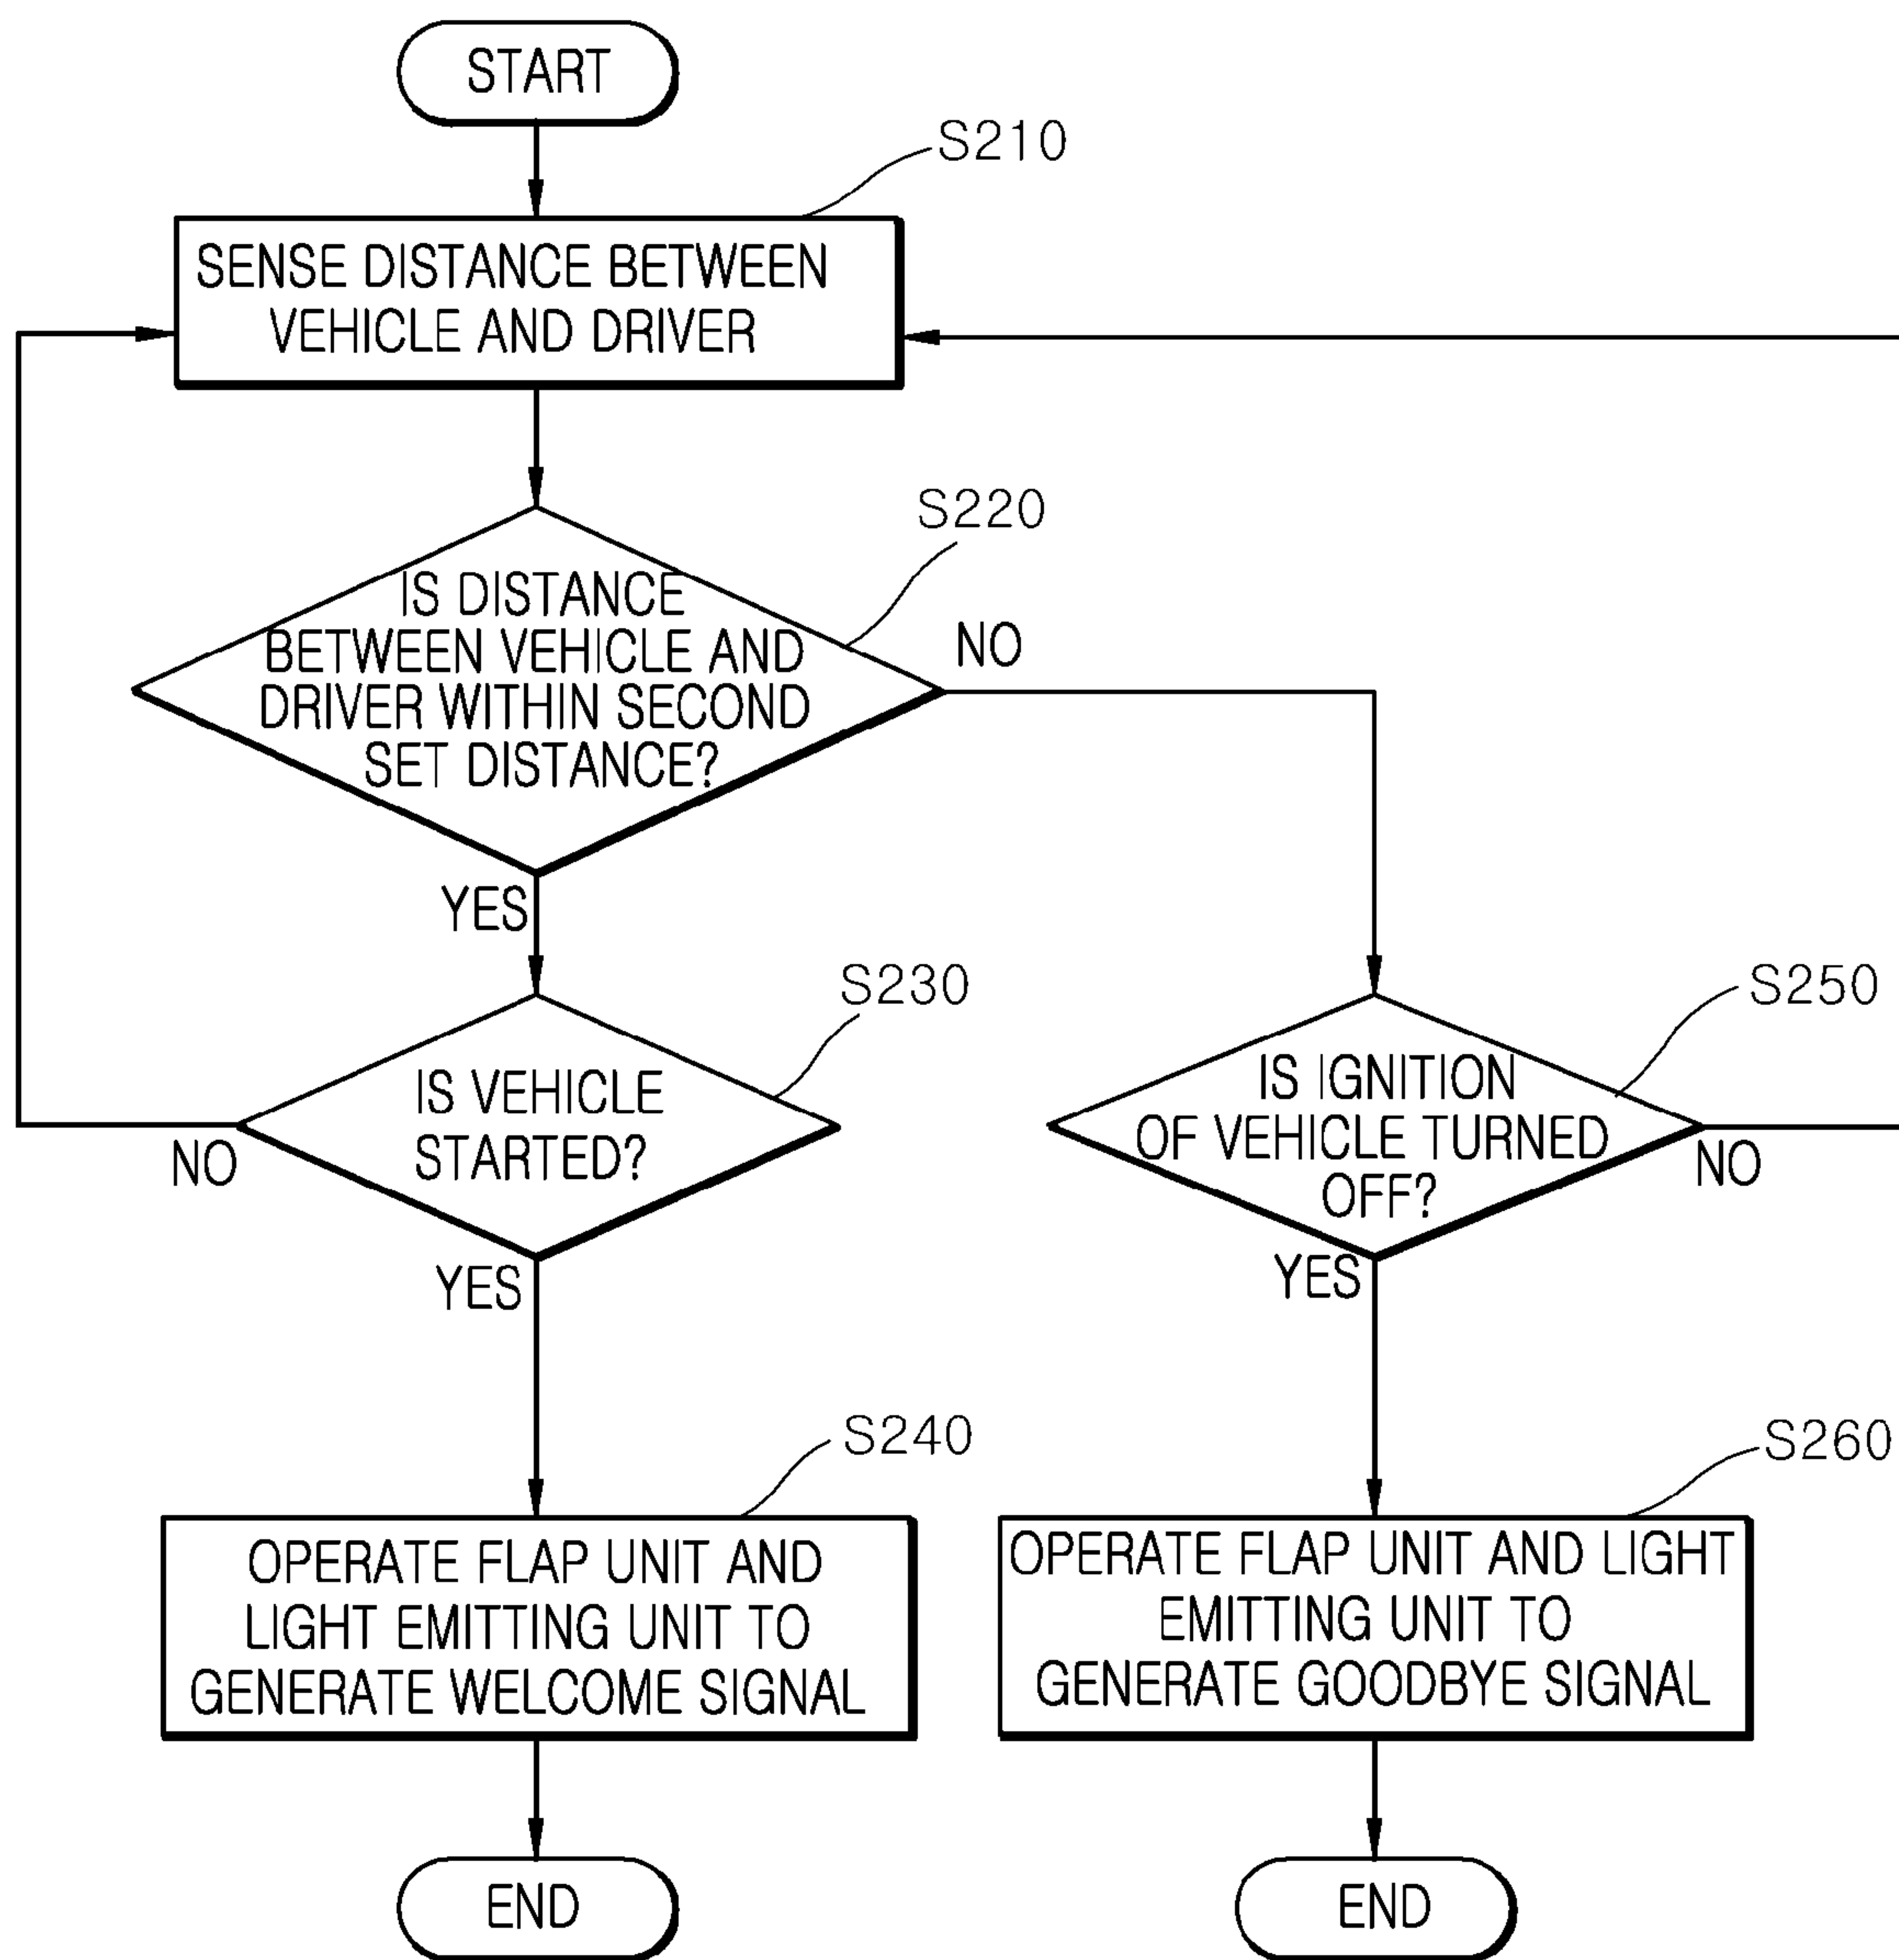 START
S210
SENSE DISTANCE BETWEEN
VEHICLE AND DRIVER
S220
IS DISTANCE
BETWEEN VEHICLE AND
DRIVER WITHIN SECOND
SET DISTANCE?
NO
YES
S230
IS VEHICLE
STARTED?
NO
YES
S250
IS IGNITION
OF VEHICLE TURNED
OFF?
NO
YES
S240
OPERATE FLAP UNIT AND
LIGHT EMITTING UNIT TO
GENERATE WELCOME SIGNAL
S260
OPERATE FLAP UNIT AND LIGHT
EMITTING UNIT TO
GENERATE GOODBYE SIGNAL
END
END